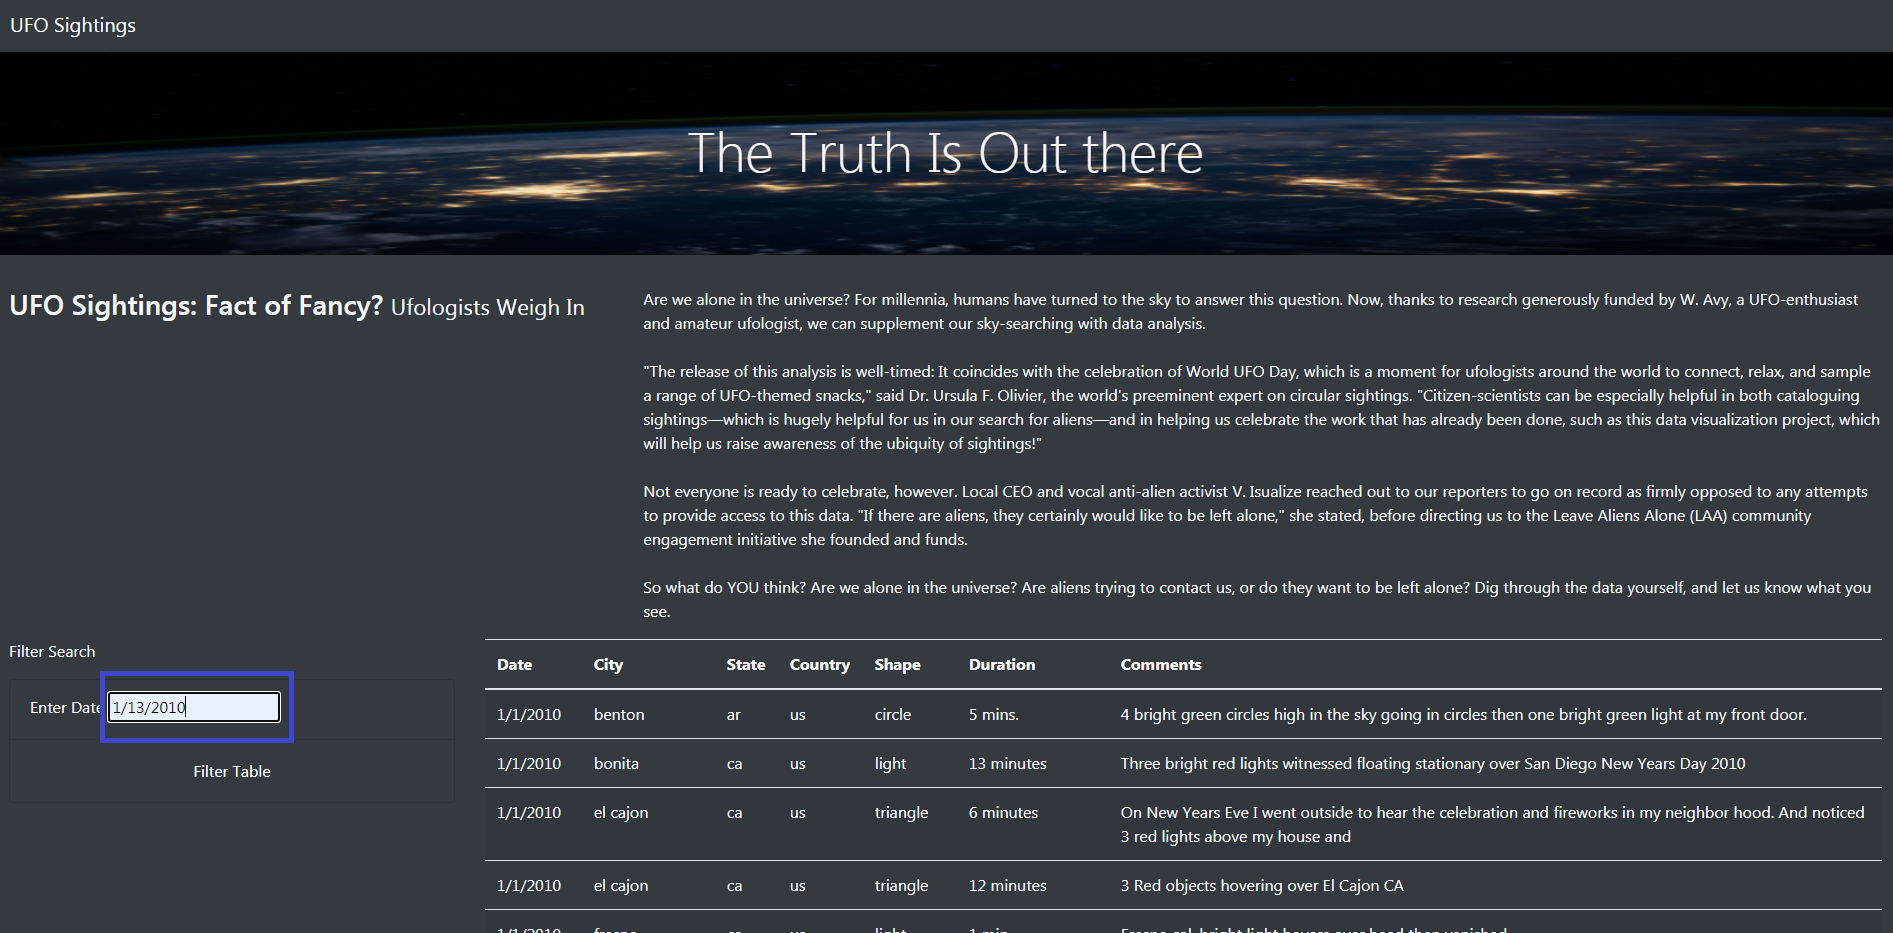 UFO Sightings
The Truth Is Out there
UFO Sightings: Fact of Fancy? Ufologists Weigh In
Are we alone in the universe? For millennia, humans have turned to the sky to answer this question. Now, thanks to research generously funded by W. Avy, a UFO-enthusiast
and amateur ufologist, we can supplement our sky-searching with data analysis.
"The release of this analysis is well-timed: It coincides with the celebration of World UFO Day, which is a moment for ufologists around the world to connect, relax, and sample
a range of UFO-themed snacks," said Dr. Ursula F. Olivier, the world's preeminent expert on circular sightings. "Citizen-scientists can be especially helpful in both cataloguing
sightings—which is hugely helpful for us in our search for aliens—and in helping us celebrate the work that has already been done, such as this data visualization project, which
will help us raise awareness of the ubiquity of sightings!"
Not everyone is ready to celebrate, however. Local CEO and vocal anti-alien activist V. Isualize reached out to our reporters to go on record as firmly opposed to any attempts
to provide access to this data. "If there are aliens, they certainly would like to be left alone," she stated, before directing us to the Leave Aliens Alone (LAA) community
engagement initiative she founded and funds.
So what do YOU think? Are we alone in the universe? Are aliens trying to contact us, or do they want to be left alone? Dig through the data yourself, and let us know what you
see.
Filter Search
Enter Date 1/13/2010
Filter Table
Date City State Country Shape Duration Comments
1/1/2010 benton ar us circle 5 mins. 4 bright green circles high in the sky going in circles then one bright green light at my front door.
1/1/2010 bonita ca us light 13 minutes Three bright red lights witnessed floating stationary over San Diego New Years Day 2010
1/1/2010 el cajon ca us triangle 6 minutes On New Years Eve I went outside to hear the celebration and fireworks in my neighbor hood. And noticed
3 red lights above my house and
1/1/2010 el cajon ca us triangle 12 minutes 3 Red objects hovering over El Cajon CA